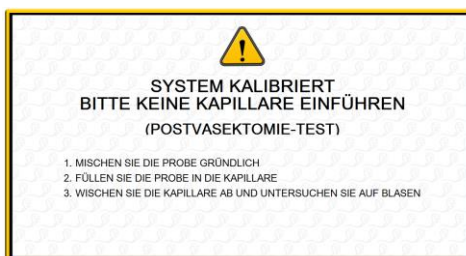 SYSTEM KALIBRIERT
BITTE KEINE KAPILLARE EINFÜHREN
(POSTVASEKTOMIE-TEST)
1. MISCHEN SIE DIE PROBE GRÜNDLICH
2. FÜLLEN SIE DIE PROBE IN DIE KAPILLARE
3. WISCHEN SIE DIE KAPILLARE AB UND UNTERSUCHEN SIE AUF BLASEN